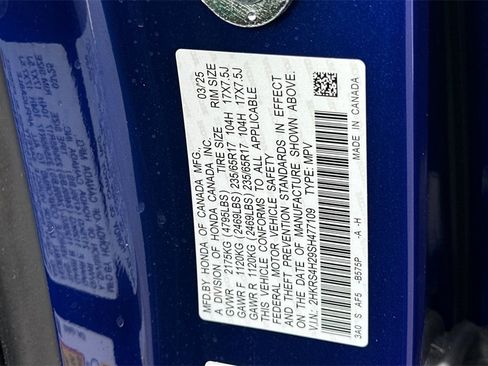 MFD.BY HONDA OF CANADA MFG., 03/25
A DIVISION OF HONDA CANADA INC.
TIRE SIZE RIM SIZE
GVWR 2175KG (4795LBS) 235/65R17 104H 17X7.5J
GAWR F 1120KG (2469LBS) 235/65R17 104H 17X7.5J
GAWR R 1120KG (2469LBS)
THIS VEHICLE CONFORMS TO ALL APPLICABLE
FEDERAL MOTOR VEHICLE SAFETY
AND THEFT PREVENTION STANDARDS IN EFFECT
ON THE DATE OF MANUFACTURE SHOWN ABOVE.
V.I.N.: 2HKRS4H29SH477109 TYPE: MPV
3A0 S AF5 -B575P -A -H MADE IN CANADA